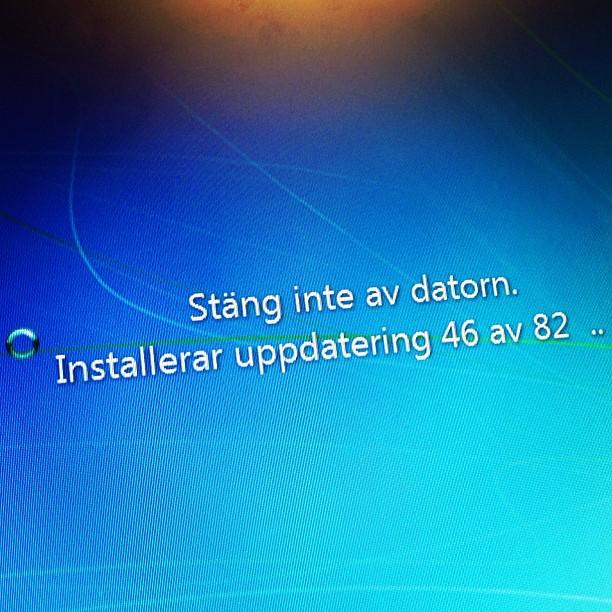 Stäng inte av datorn.
Installerar uppdatering 46 av 82 ..